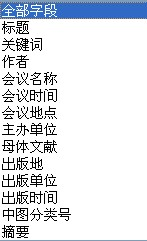 全部字段
标题
关键词
作者
会议名称
会议时间
会议地点
主办单位
母体文献
出版地
出版单位
出版时间
中图分类号
摘要